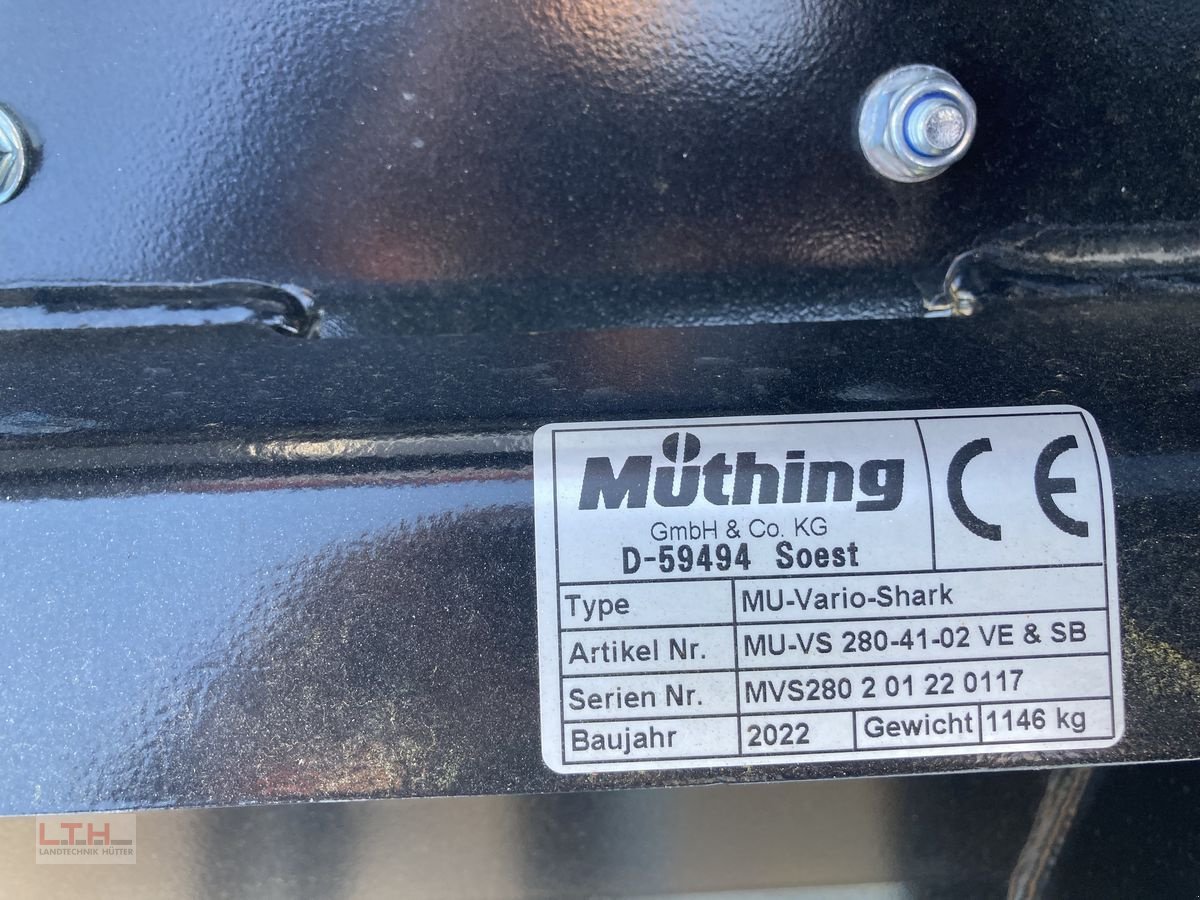 Müthing
GmbH & Co. KG
D-59494 Soest
CE
Type MU-Vario-Shark
Artikel Nr. MU-VS 280-41-02 VE & SB
Serien Nr. MVS280 2 01 22 0117
Baujahr 2022 Gewicht 1146 kg
L.T.H.
LANDTECHNIK HÜTTER